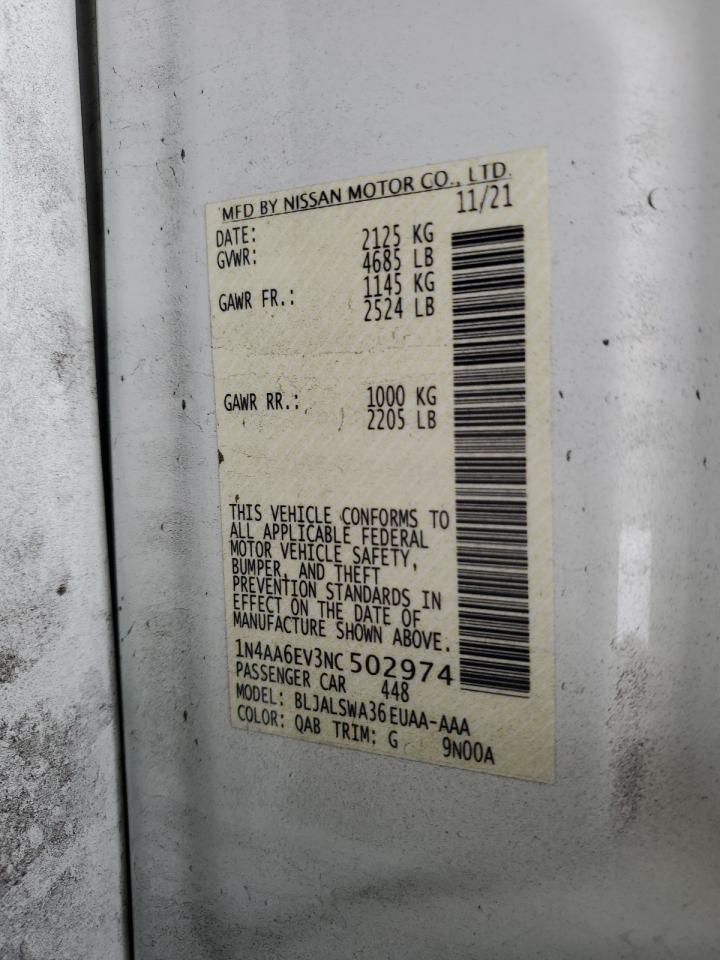 MFD BY NISSAN MOTOR CO., LTD.
DATE: 11/21
GVWR: 2125 KG
4685 LB
GAWR FR.: 1145 KG
2524 LB
GAWR RR.: 1000 KG
2205 LB
THIS VEHICLE CONFORMS TO
ALL APPLICABLE FEDERAL
MOTOR VEHICLE SAFETY,
BUMPER, AND THEFT
PREVENTION STANDARDS IN
EFFECT ON THE DATE OF
MANUFACTURE SHOWN ABOVE.
1N4AA6EV3NC502974
PASSENGER CAR 448
MODEL: BLJALSWA36EUAA-AAA
COLOR: QAB TRIM: G 9N00A